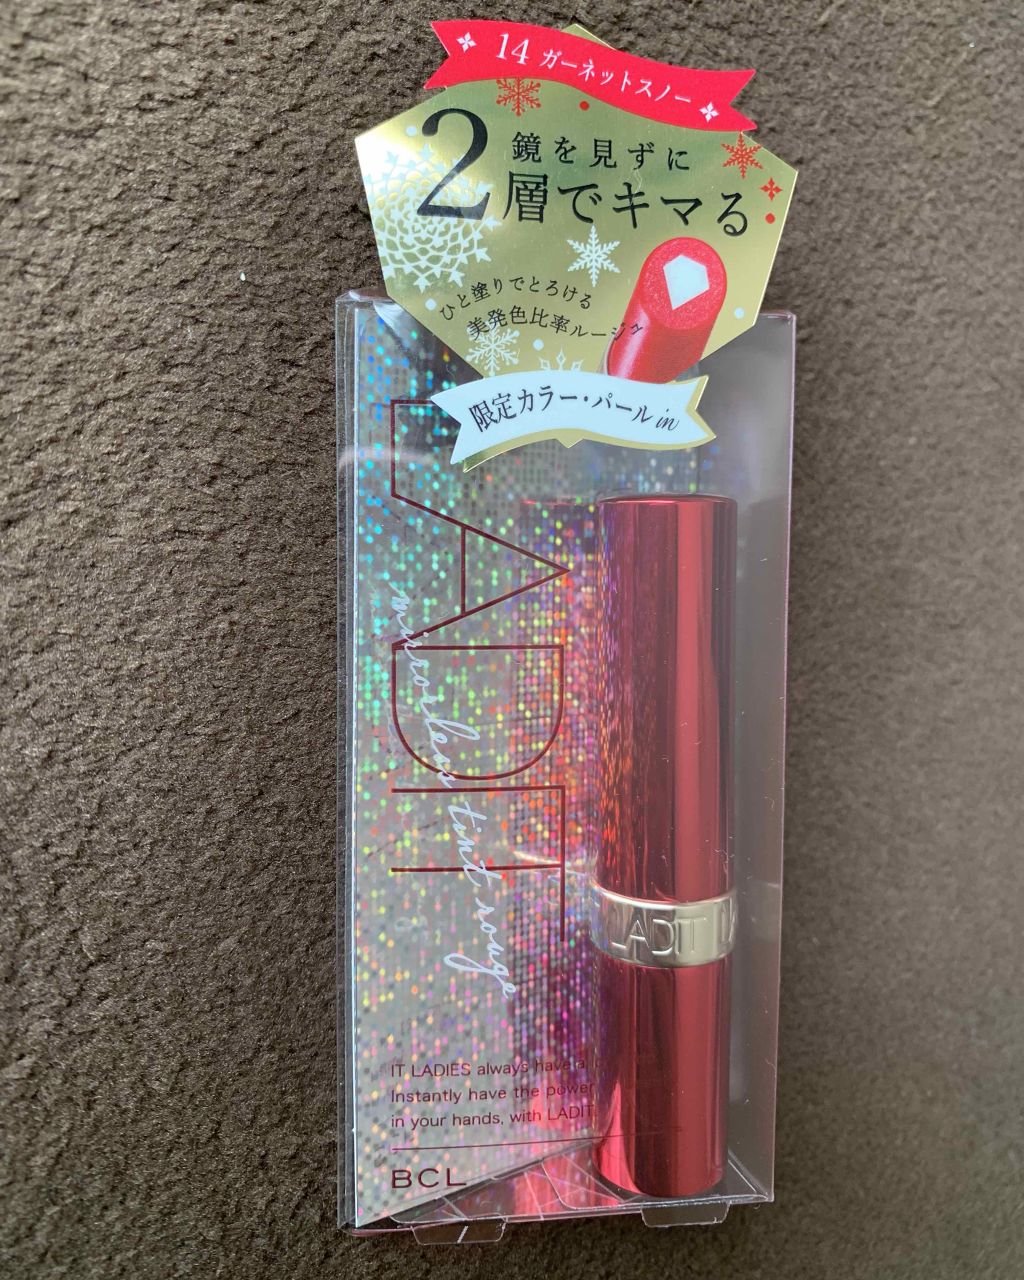 14 ガーネットスノー
鏡を見ずに
2層でキマる
ひと塗りでとろける
美発色比率ルージュ
限定カラー・パール in
LADIT
mirrorless tint rouge
LADIT
IT LADIES always have a
Instantly have the power
in your hands, with LADIT.
BCL